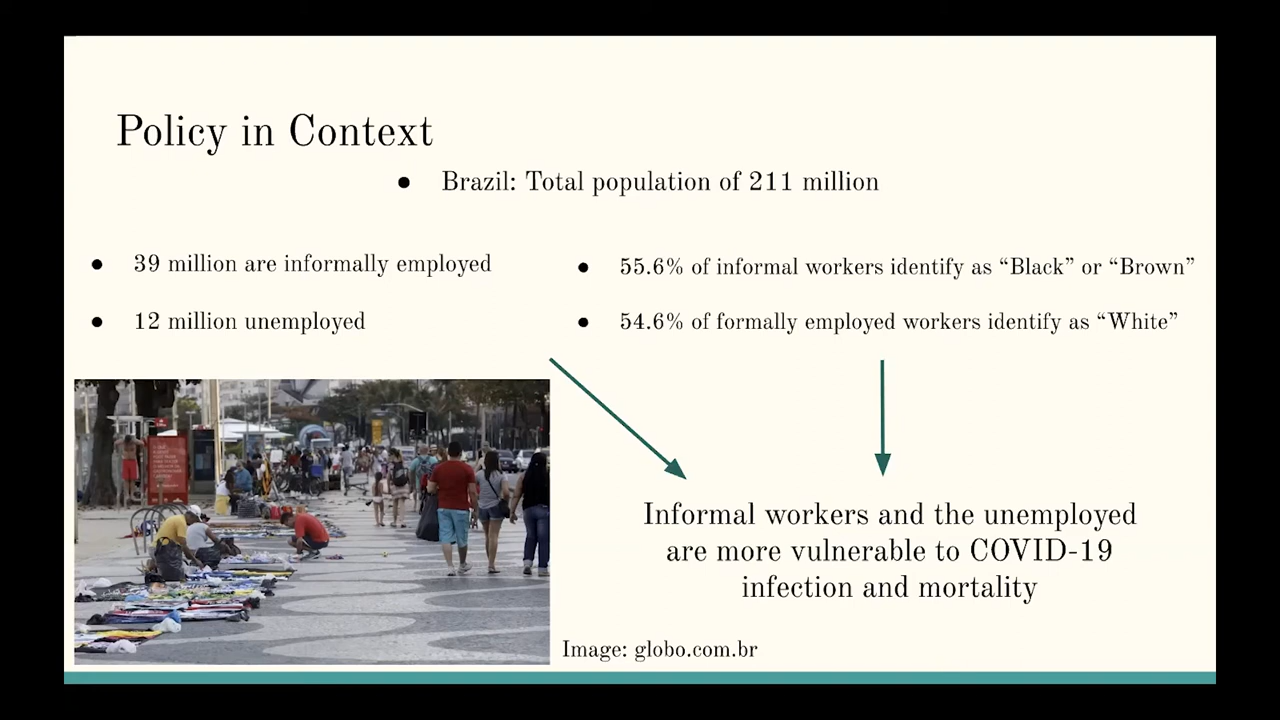 Policy in Context
● Brazil: Total population of 211 million
● 39 million are informally employed
● 12 million unemployed
● 55.6% of informal workers identify as “Black” or “Brown”
● 54.6% of formally employed workers identify as “White”
Informal workers and the unemployed
are more vulnerable to COVID-19
infection and mortality
Image: globo.com.br